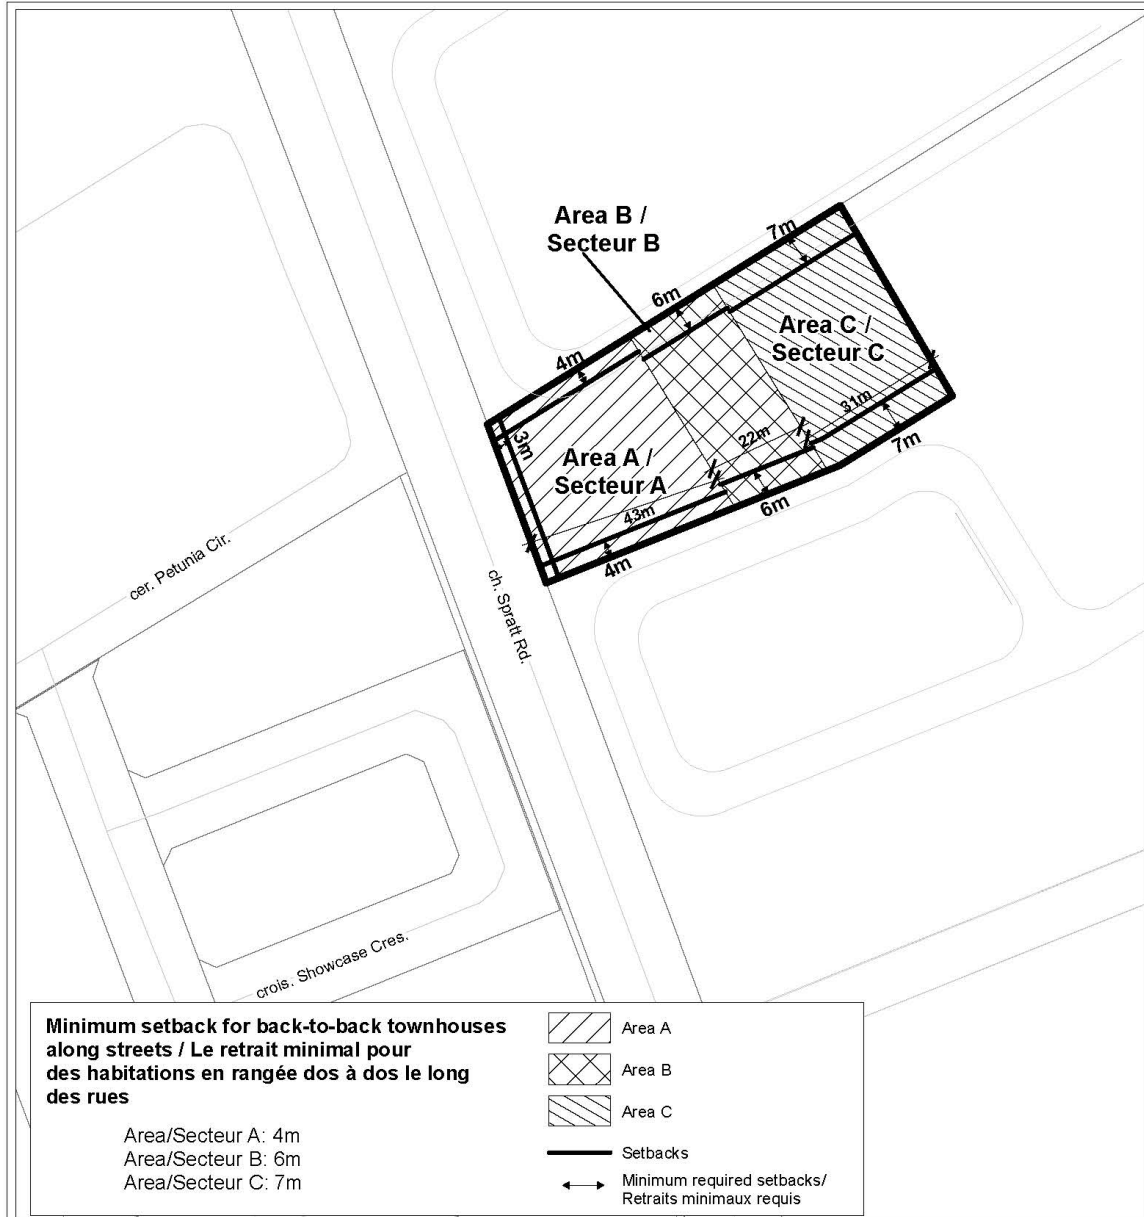 Area B /
Secteur B
7m
6m
4m
3m
Area C /
Secteur C
Area A /
Secteur A
31m
22m
43m
7m
6m
4m
cer. Petunia Cir.
ch. Spratt Rd.
crois. Showcase Cres.
Minimum setback for back-to-back townhouses
along streets / Le retrait minimal pour
des habitations en rangée dos à dos le long
des rues
Area/Secteur A: 4m
Area/Secteur B: 6m
Area/Secteur C: 7m
Area A
Area B
Area C
Setbacks
Minimum required setbacks/
Retraits minimaux requis